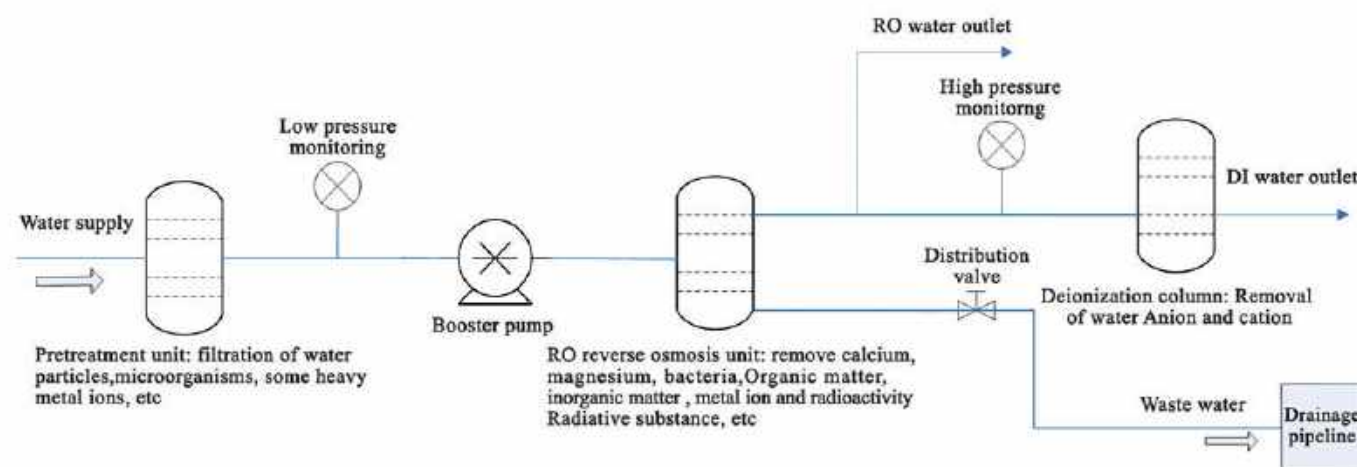 RO water outlet
High pressure
monitorng
Low pressure
monitoring
Water supply
DI water outlet
Distribution
valve
Booster pump
Deionization column: Removal
of water Anion and cation
Pretreatment unit: filtration of water
particles,microorganisms, some heavy
metal ions, etc
RO reverse osmosis unit: remove calcium,
magnesium, bacteria,Organic matter,
inorganic matter , metal ion and radioactivity
Radiative substance, etc
Waste water
Drainage
pipeline